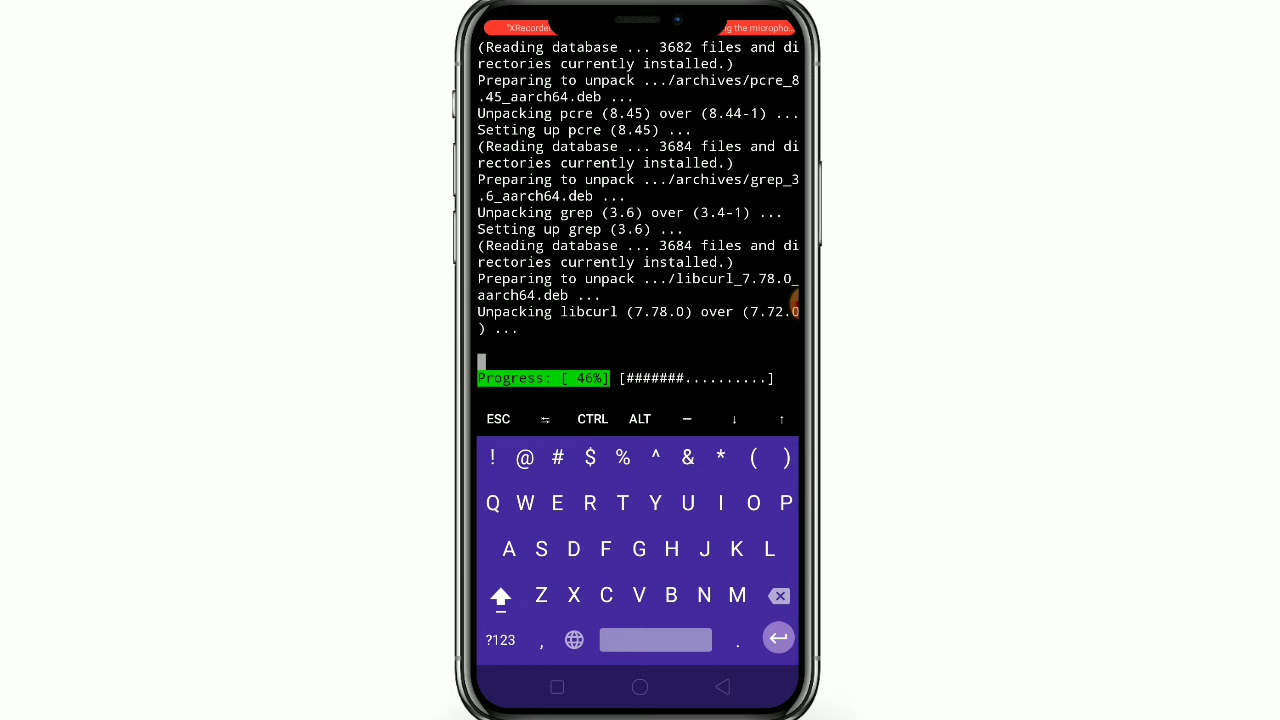 "XRecorder
ng the micropho...
(Reading database ... 3682 files and di
rectories currently installed.)
Preparing to unpack .../archives/pcre_8
.45_aarch64.deb ...
Unpacking pcre (8.45) over (8.44-1) ...
Setting up pcre (8.45) ...
(Reading database ... 3684 files and di
rectories currently installed.)
Preparing to unpack .../archives/grep_3
.6_aarch64.deb ...
Unpacking grep (3.6) over (3.4-1) ...
Setting up grep (3.6) ...
(Reading database ... 3684 files and di
rectories currently installed.)
Preparing to unpack .../libcurl_7.78.0_
aarch64.deb ...
Unpacking libcurl (7.78.0) over (7.72.0
) ...
Progress: [ 46%] [#######..........]
ESC ⇆ CTRL ALT — ↓ ↑
! @ # $ % ^ & * ( )
Q W E R T Y U I O P
A S D F G H J K L
Z X C V B N M
?123 , .